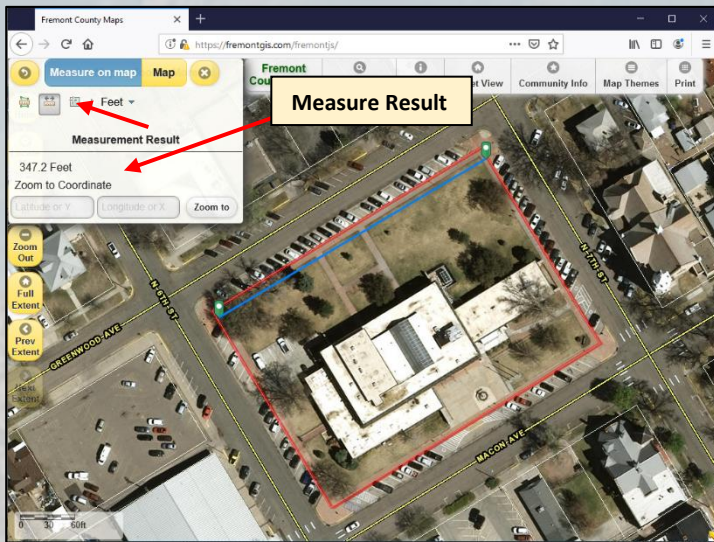 Fremont County Maps
https://fremontgis.com/fremontjs/
Measure on map
Map
Fremont
View
Community Info
Map Themes
Print
Feet
Measure Result
Measurement Result
347.2 Feet
Zoom to Coordinate
Latitude or Y
Longitude or X
Zoom to
Zoom
Out
Full
Extent
Prev
Extent
Next
Extent
N 6TH ST
N 7TH ST
GREENWOOD AVE
MACON AVE
0 30 60ft